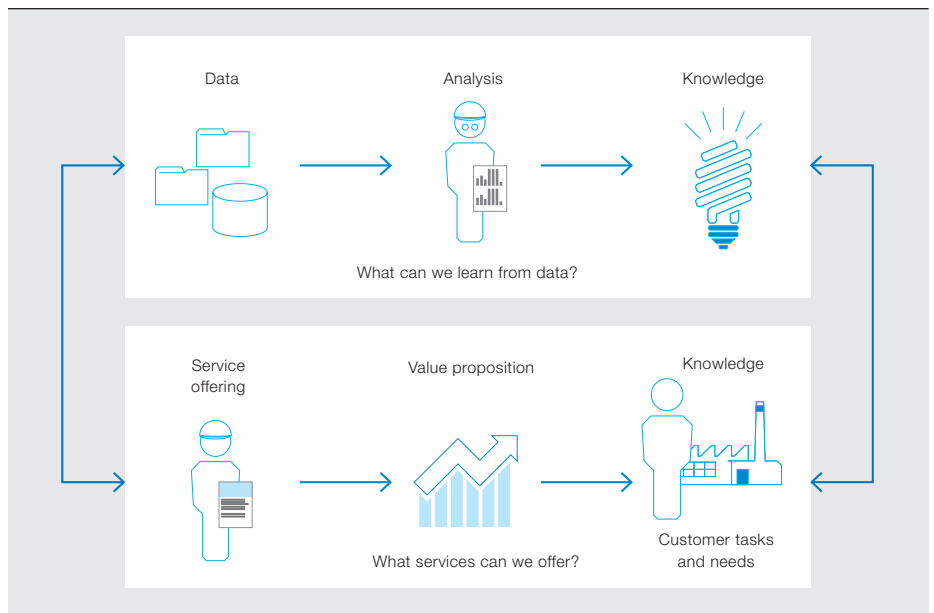 Data
Analysis
Knowledge
What can we learn from data?
Service
offering
Value proposition
Knowledge
What services can we offer?
Customer tasks
and needs